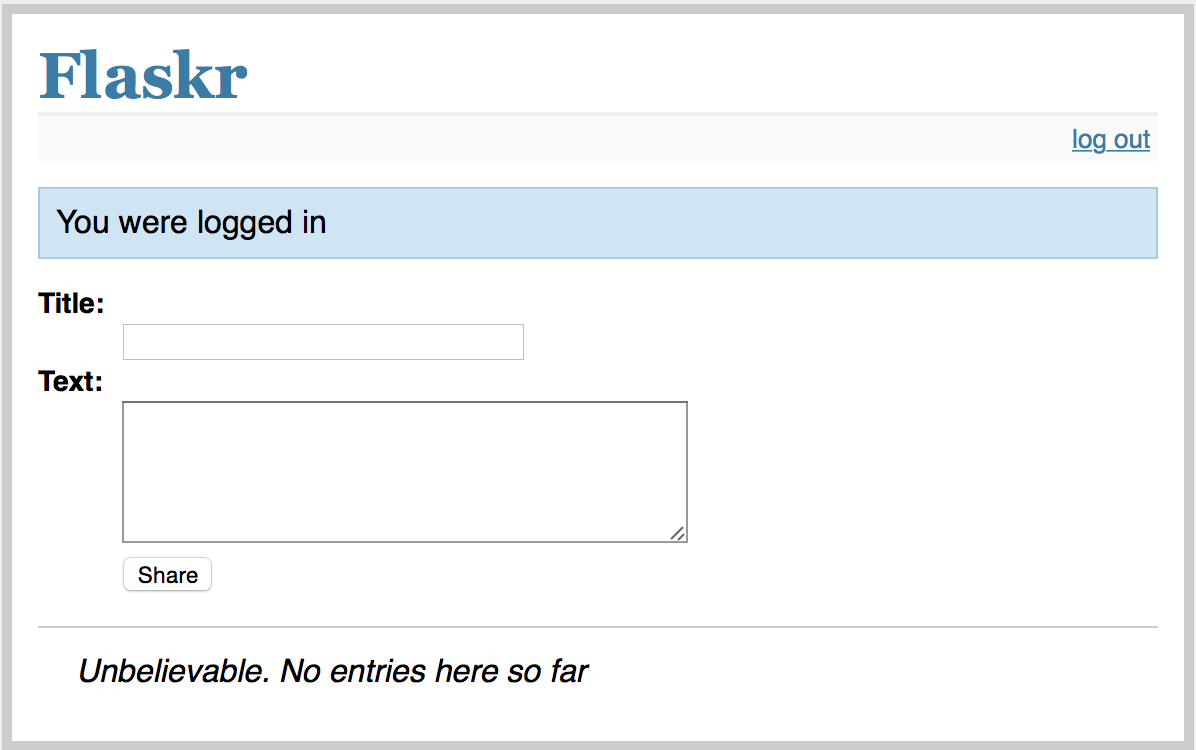 Flaskr
log out
You were logged in
Title:
Text:
Share
Unbelievable. No entries here so far